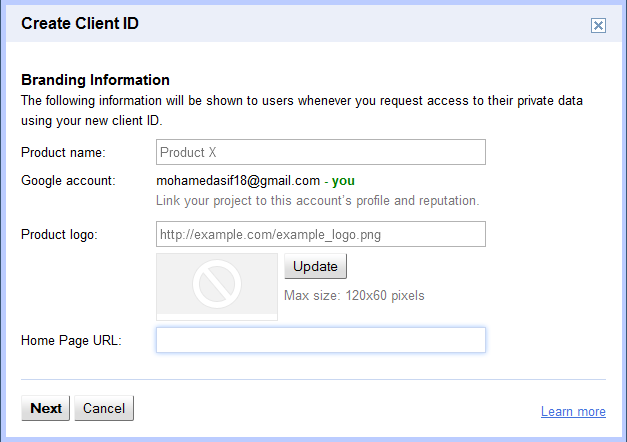 Create Client ID
Branding Information
The following information will be shown to users whenever you request access to their private data
using your new client ID.
Product name: Product X
Google account: mohamedasif18@gmail.com - you
Link your project to this account's profile and reputation.
Product logo: http://example.com/example_logo.png
Update
Max size: 120x60 pixels
Home Page URL:
Next Cancel Learn more